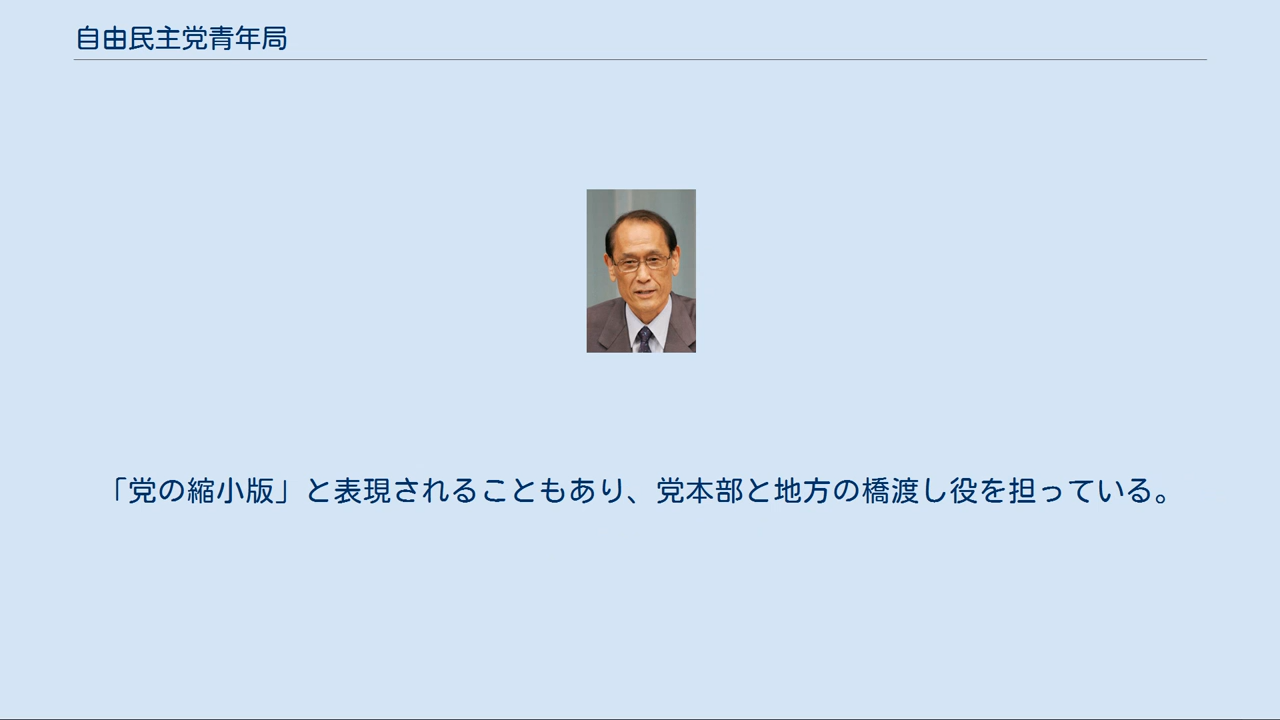 自由民主党青年局
「党の縮小版」と表現されることもあり、党本部と地方の橋渡し役を担っている。